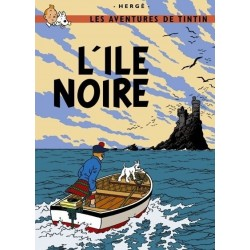 HERGÉ
LES AVENTURES DE TINTIN
L'ILE
NOIRE